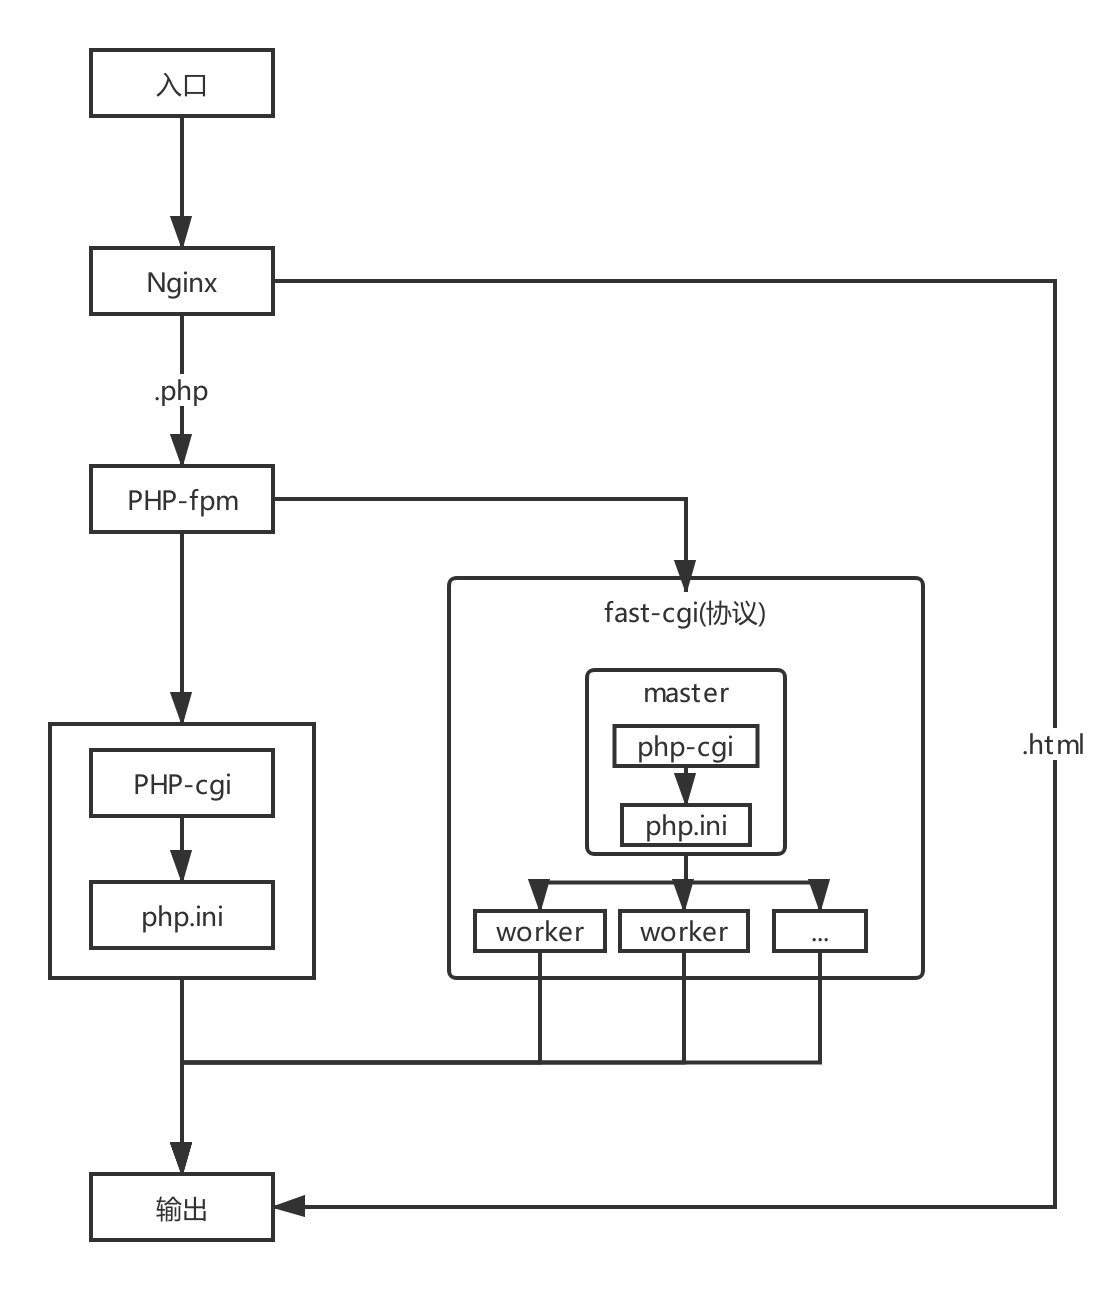 入口
Nginx
.php
PHP-fpm
fast-cgi(协议)
master
php-cgi
php.ini
worker
worker
...
PHP-cgi
php.ini
.html
输出